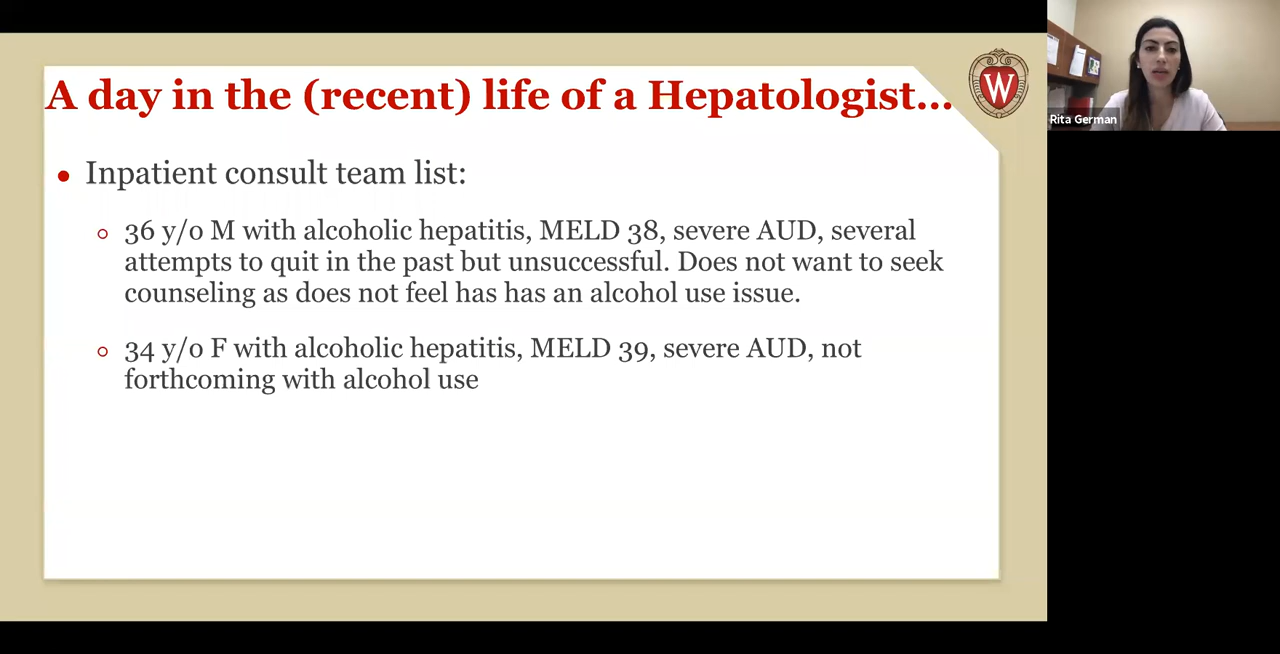 A day in the (recent) life of a Hepatologist...
W
Rita German
Inpatient consult team list:
36 y/o M with alcoholic hepatitis, MELD 38, severe AUD, several
attempts to quit in the past but unsuccessful. Does not want to seek
counseling as does not feel has has an alcohol use issue.
34 y/o F with alcoholic hepatitis, MELD 39, severe AUD, not
forthcoming with alcohol use